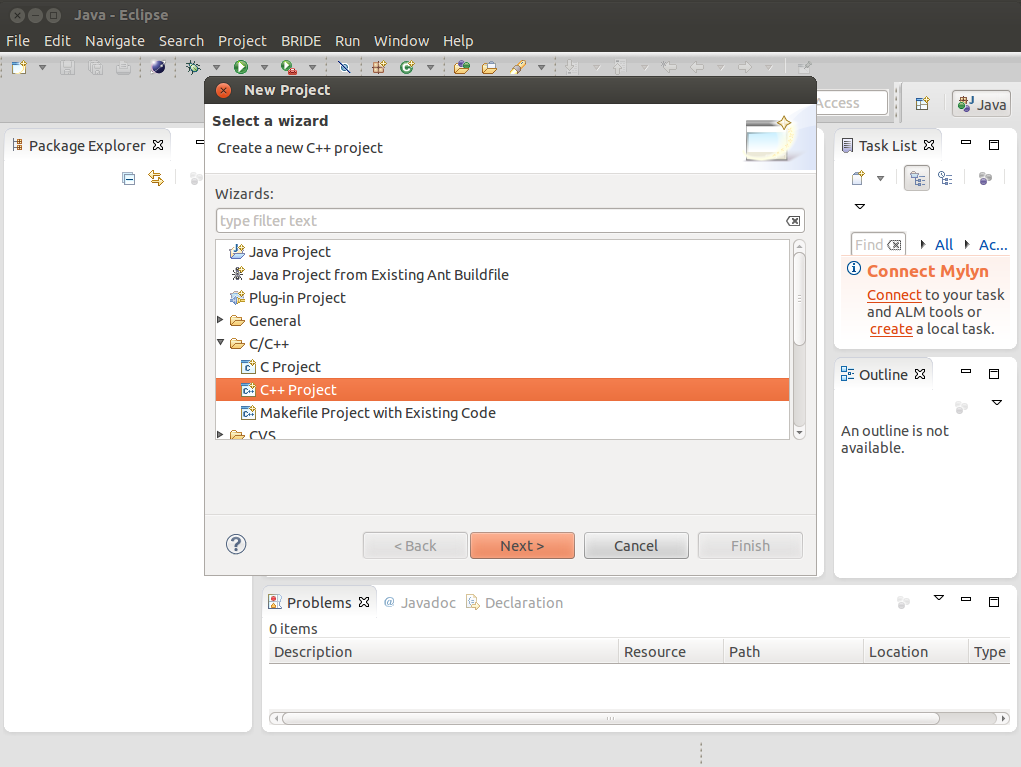 Java - Eclipse
File Edit Navigate Search Project BRIDE Run Window Help
New Project
Access
Java
Select a wizard
Create a new C++ project
Package Explorer
Task List
Wizards:
type filter text
Java Project
Java Project from Existing Ant Buildfile
Plug-in Project
General
C/C++
C Project
C++ Project
Makefile Project with Existing Code
CVS
Find
All
Ac...
Connect Mylyn
Connect to your task
and ALM tools or
create a local task.
Outline
An outline is not
available.
?
< Back
Next >
Cancel
Finish
Problems
@ Javadoc
Declaration
0 items
Description Resource Path Location Type